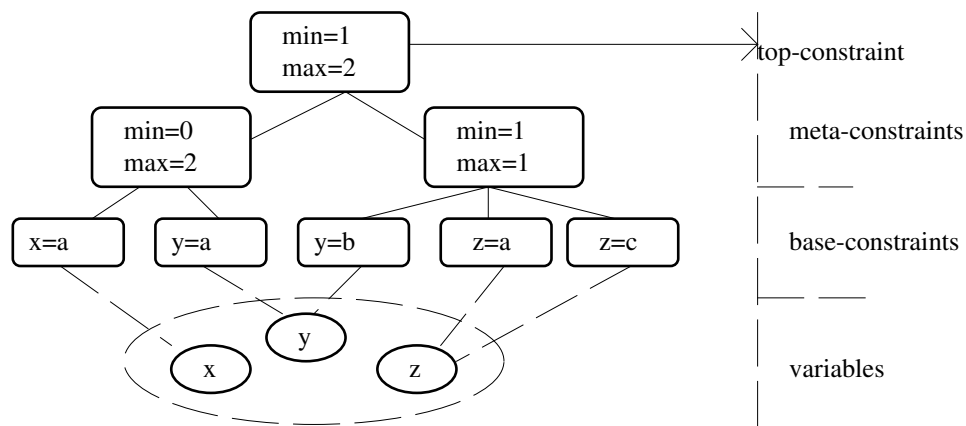 min=1
max=2
top-constraint
min=0
max=2
min=1
max=1
meta-constraints
x=a
y=a
y=b
z=a
z=c
base-constraints
y
x
z
variables